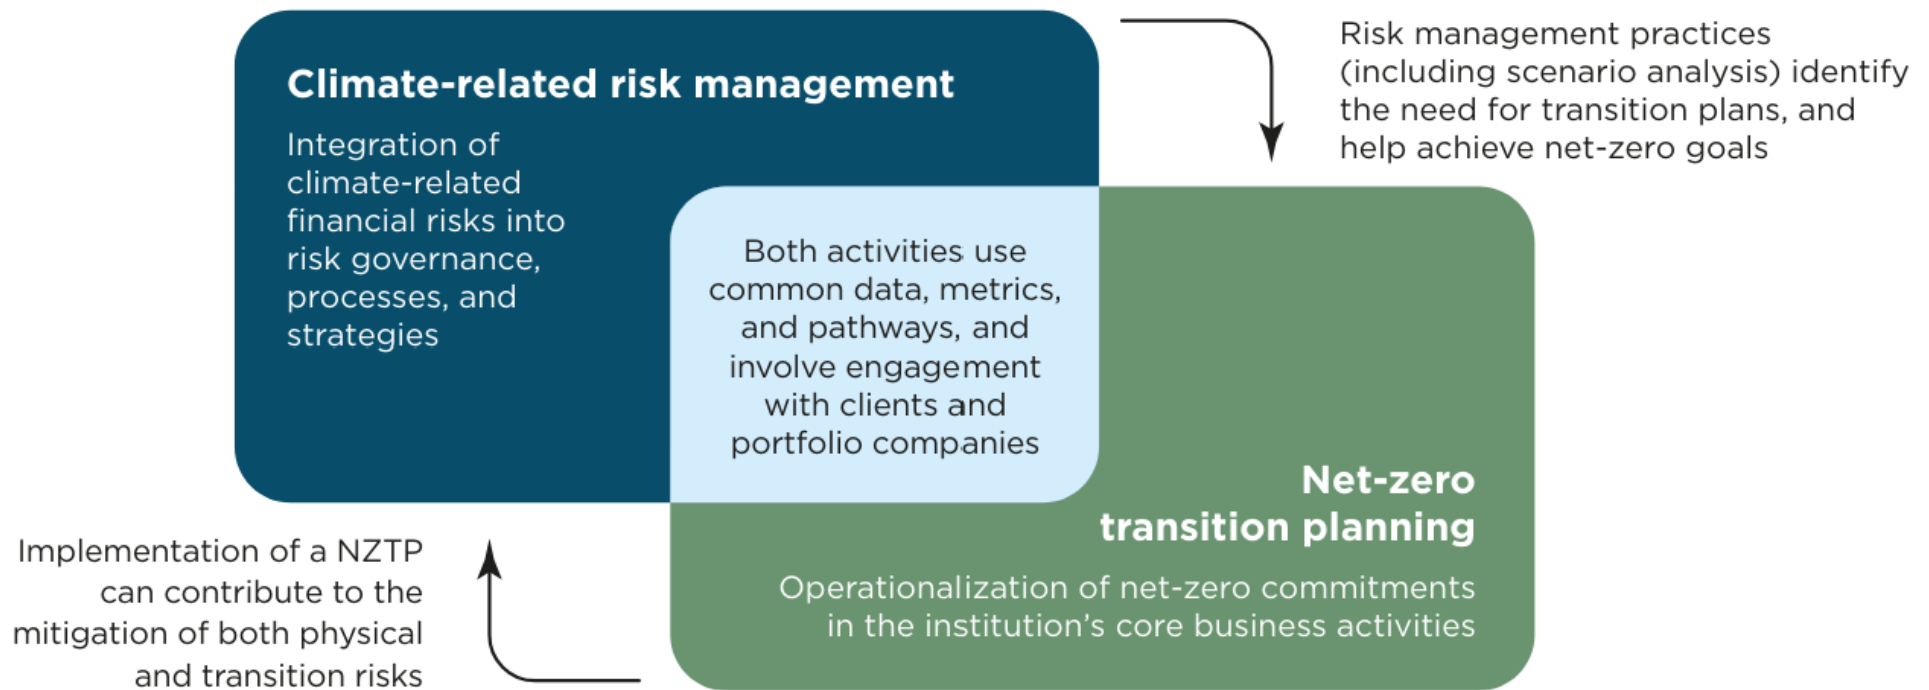 Climate-related risk management
Integration of
climate-related
financial risks into
risk governance,
processes, and
strategies
Risk management practices
(including scenario analysis) identify
the need for transition plans, and
help achieve net-zero goals
Both activities use
common data, metrics,
and pathways, and
involve engagement
with clients and
portfolio companies
Net-zero
transition planning
Operationalization of net-zero commitments
in the institution's core business activities
Implementation of a NZTP
can contribute to the
mitigation of both physical
and transition risks